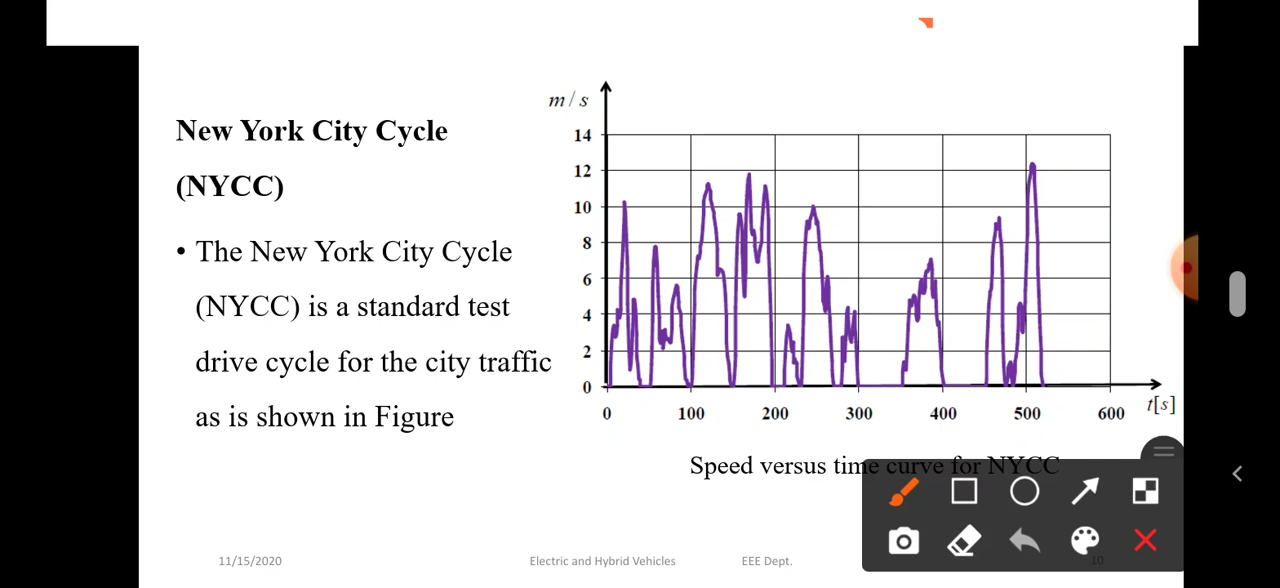 New York City Cycle
(NYCC)
• The New York City Cycle
(NYCC) is a standard test
drive cycle for the city traffic
as is shown in Figure
m / s
14
12
10
8
6
4
2
0
0 100 200 300 400 500 600 t[s]
Speed versus time curve for NYCC
11/15/2020 Electric and Hybrid Vehicles EEE Dept. 10